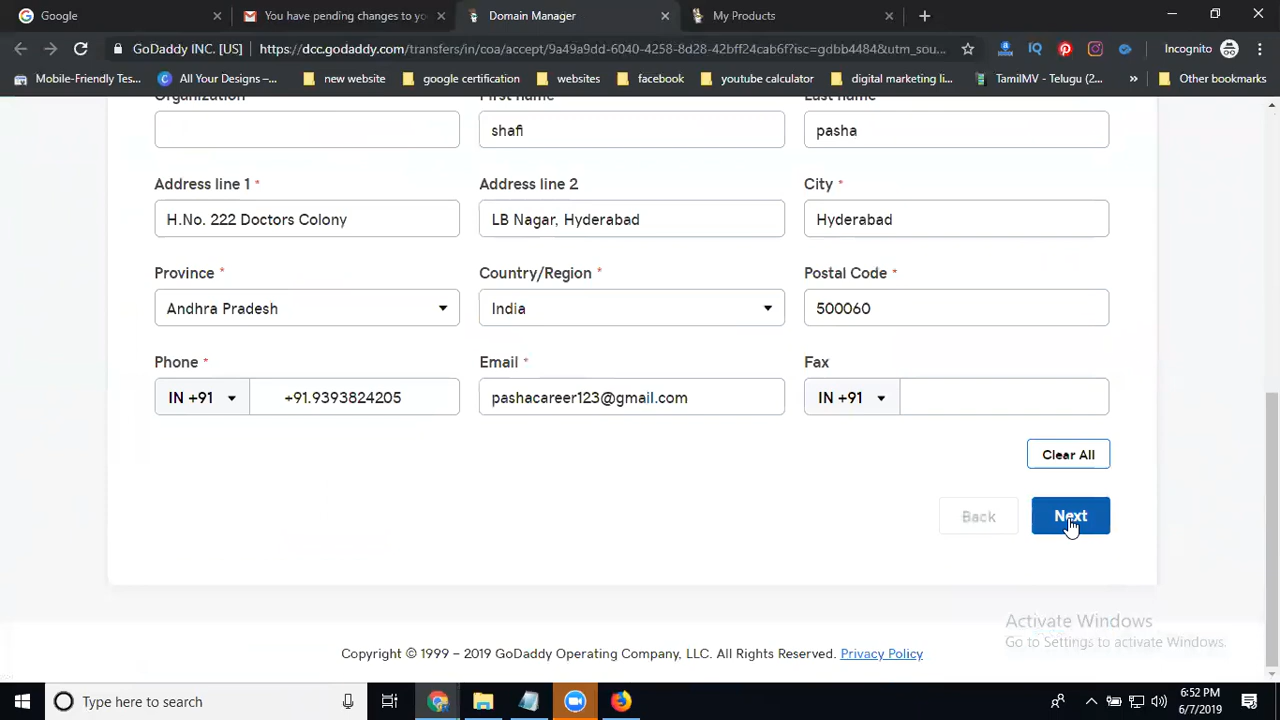 Google
You have pending changes to yo
Domain Manager
My Products
GoDaddy INC. [US]
https://dcc.godaddy.com/transfers/in/coa/accept/9a49a9dd-6040-4258-8d28-42bff24cab6f?isc=gdbb4484&utm_sou...
Incognito
Mobile-Friendly Tes...
All Your Designs –...
new website
google certification
websites
facebook
youtube calculator
digital marketing li...
TamilMV - Telugu (2...
»
Other bookmarks
Organization
First name
Last name
shafi
pasha
Address line 1 *
Address line 2
City *
H.No. 222 Doctors Colony
LB Nagar, Hyderabad
Hyderabad
Province *
Country/Region *
Postal Code *
Andhra Pradesh
India
500060
Phone *
Email *
Fax
IN +91
+91.9393824205
pashacareer123@gmail.com
IN +91
Clear All
Back
Next
Activate Windows
Go to Settings to activate Windows.
Copyright © 1999 – 2019 GoDaddy Operating Company, LLC. All Rights Reserved. Privacy Policy
Type here to search
6:52 PM
6/7/2019